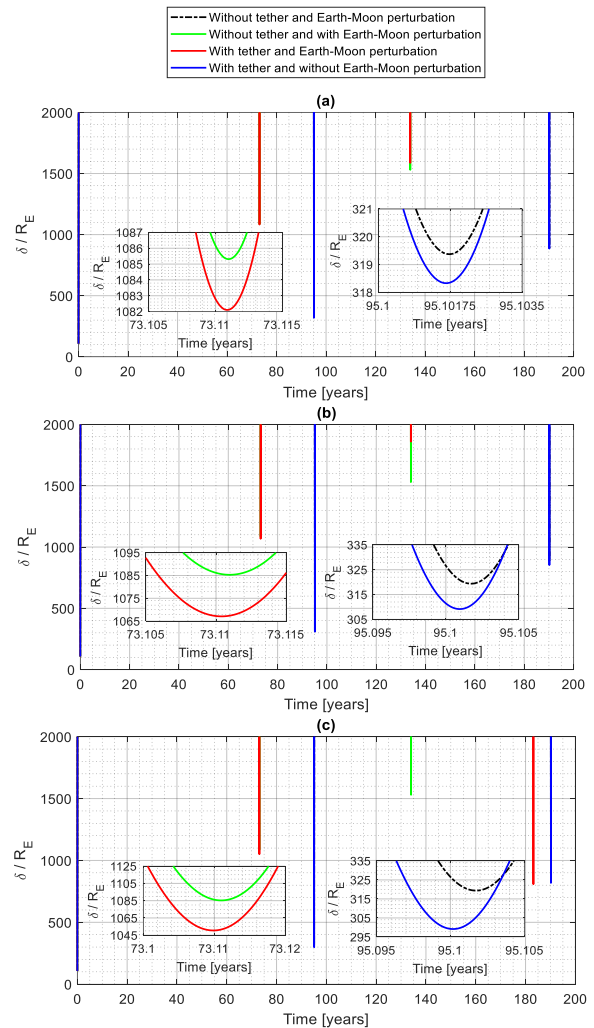 Without tether and Earth-Moon perturbation
Without tether and with Earth-Moon perturbation
With tether and Earth-Moon perturbation
With tether and without Earth-Moon perturbation
(a)
2000
1500
1000
500
0
δ / R_E
1087
1086
1085
1084
1083
1082
δ / R_E
73.105 73.11 73.115
Time [years]
321
320
319
318
δ / R_E
95.1 95.10175 95.1035
Time [years]
0 20 40 60 80 100 120 140 160 180 200
Time [years]
(b)
2000
1500
1000
500
0
δ / R_E
1095
1085
1075
1065
δ / R_E
73.105 73.11 73.115
Time [years]
335
325
315
305
δ / R_E
95.095 95.1 95.105
Time [years]
0 20 40 60 80 100 120 140 160 180 200
Time [years]
(c)
2000
1500
1000
500
0
δ / R_E
1125
1105
1085
1065
1045
δ / R_E
73.1 73.11 73.12
Time [years]
335
325
315
305
295
δ / R_E
95.095 95.1 95.105
Time [years]
0 20 40 60 80 100 120 140 160 180 200
Time [years]